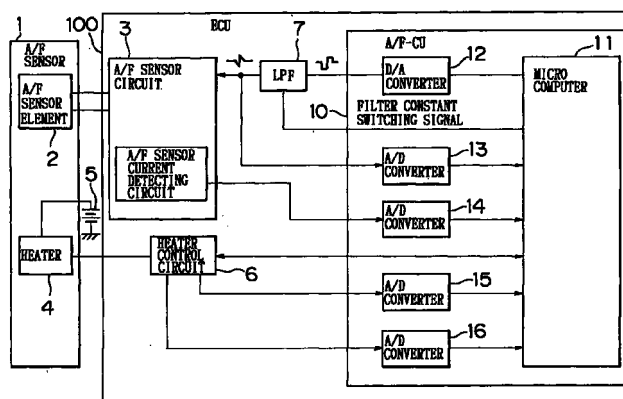 1
A/F
SENSOR
A/F
SENSOR
ELEMENT
2
5
HEATER
4
100
ECU
3
A/F SENSOR
CIRCUIT
A/F SENSOR
CURRENT
DETECTING
CIRCUIT
HEATER
CONTROL
CIRCUIT
6
7
LPF
A/F-CU
10
12
D/A
CONVERTER
FILTER CONSTANT
SWITCHING SIGNAL
13
A/D
CONVERTER
14
A/D
CONVERTER
15
A/D
CONVERTER
16
A/D
CONVERTER
11
MICRO
COMPUTER